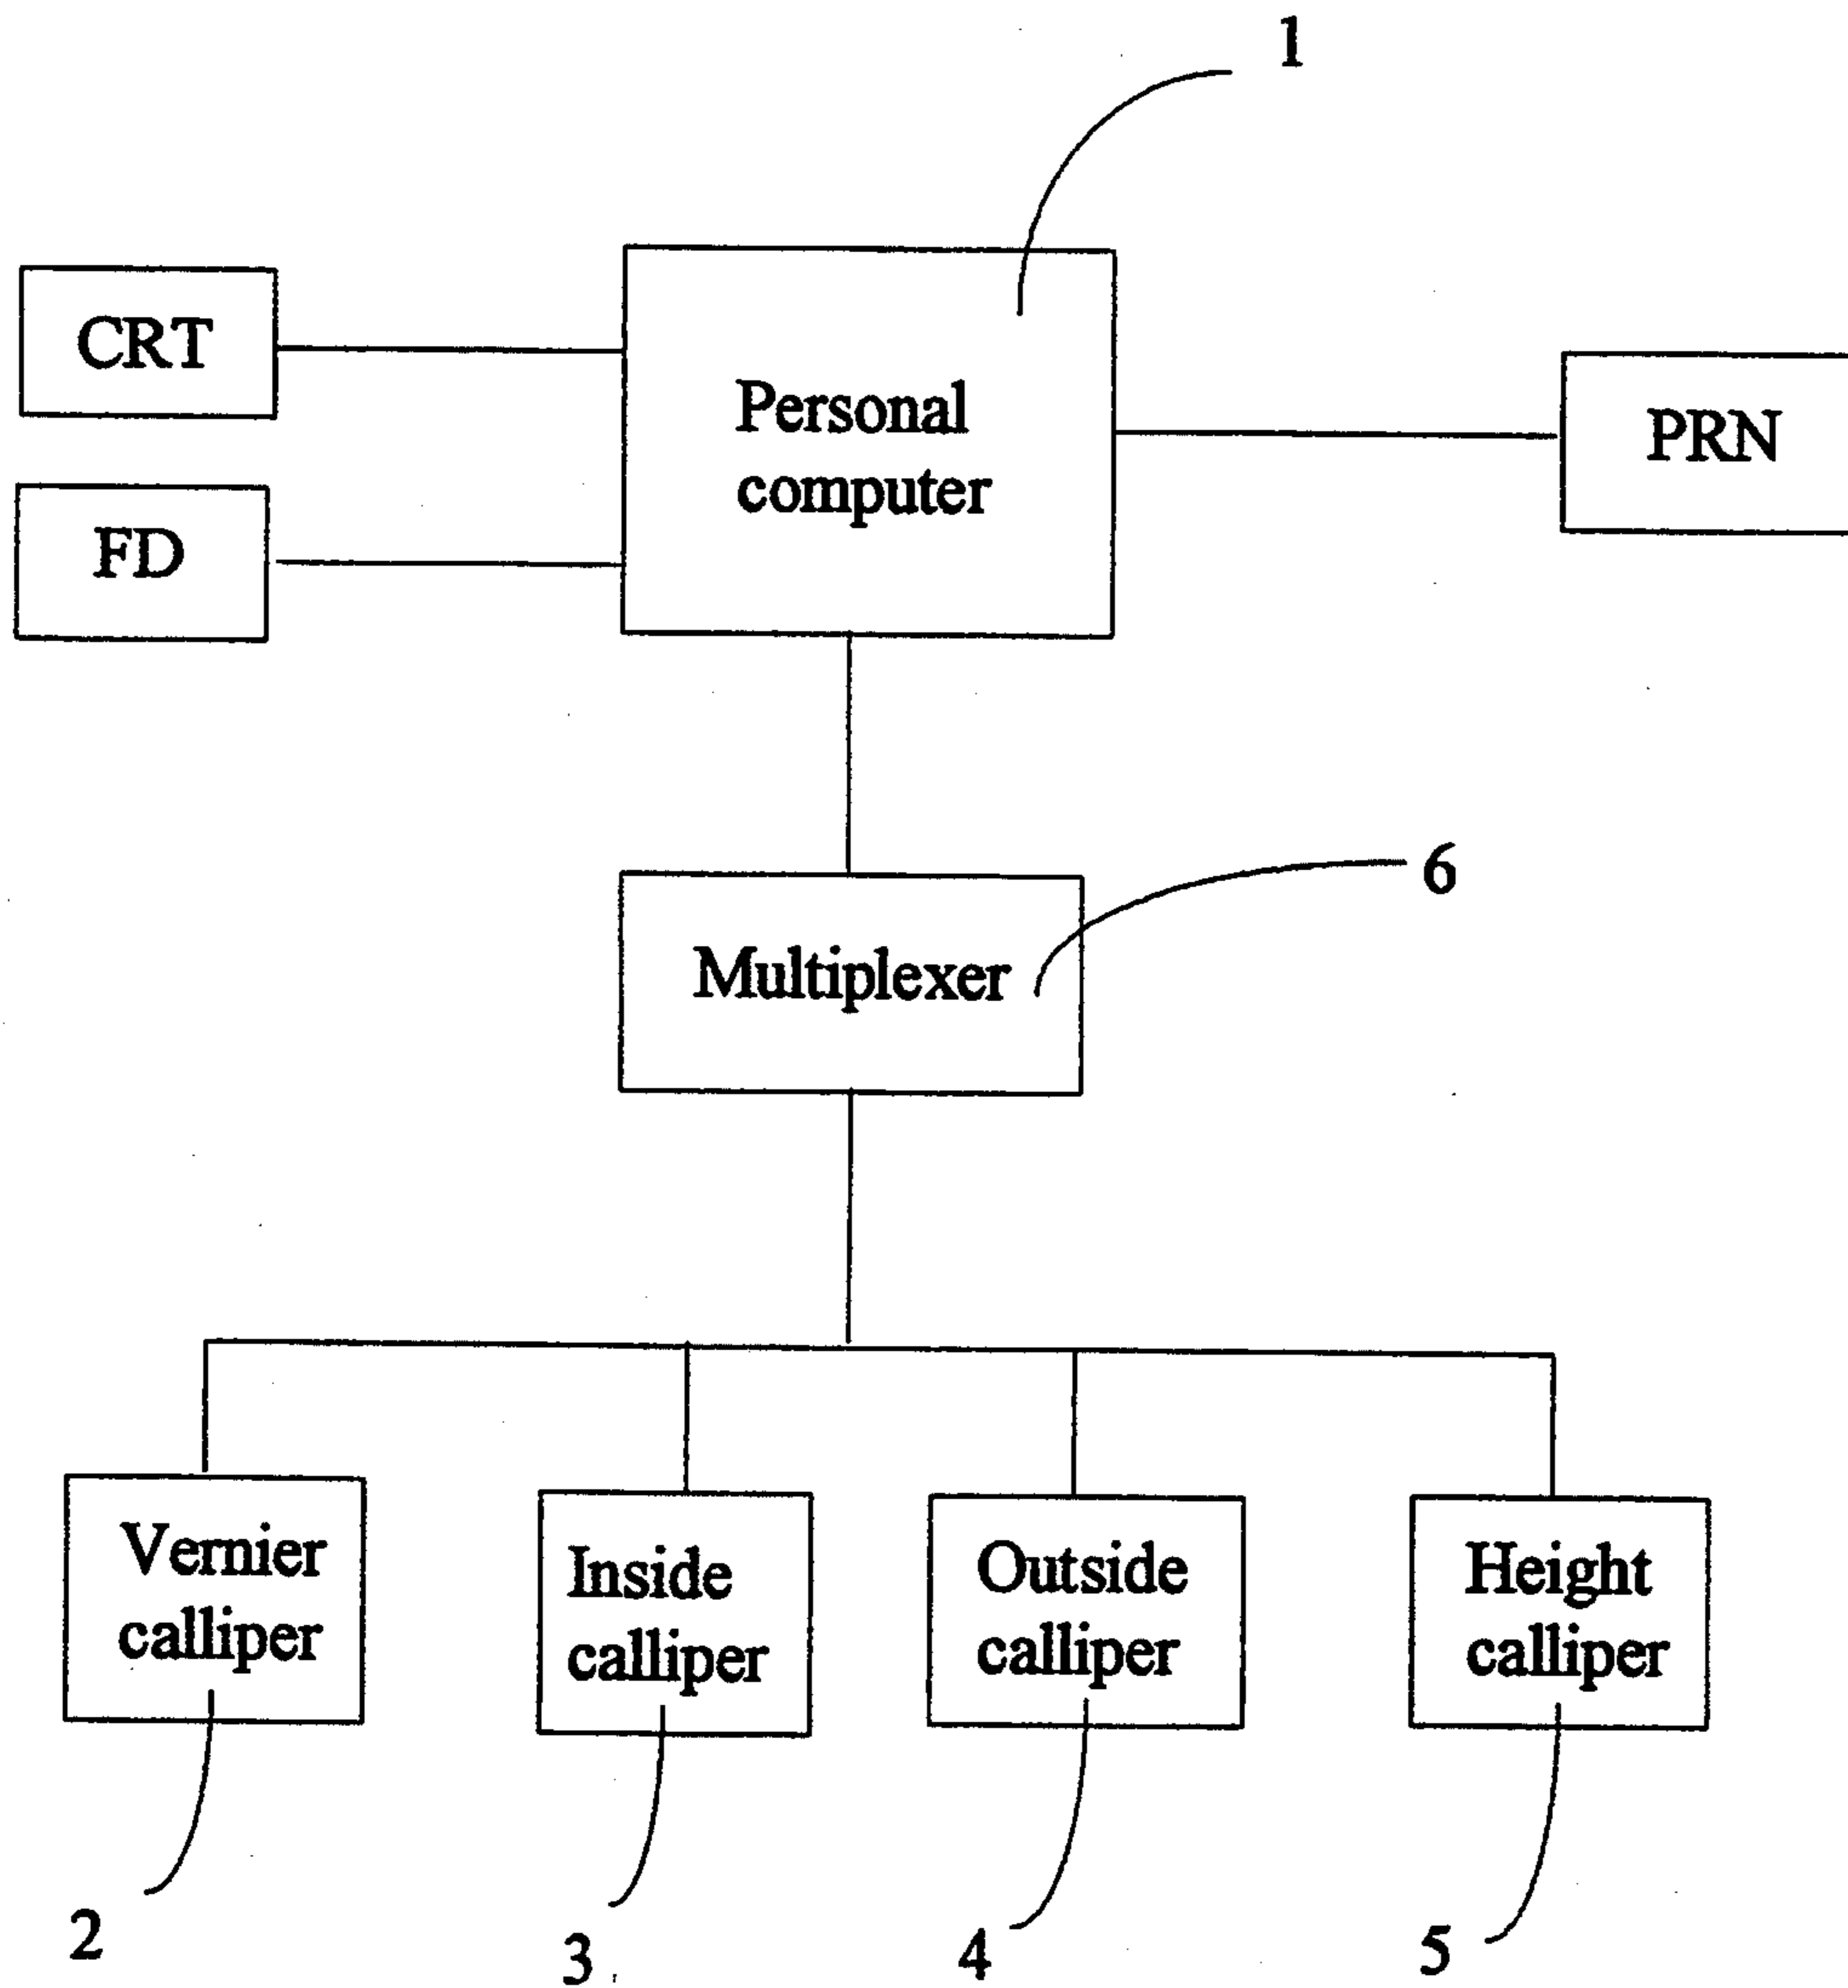 1
CRT
Personal
computer
PRN
FD
6
Multiplexer
Vernier
calliper
Inside
calliper
Outside
calliper
Height
calliper
2
3
4
5